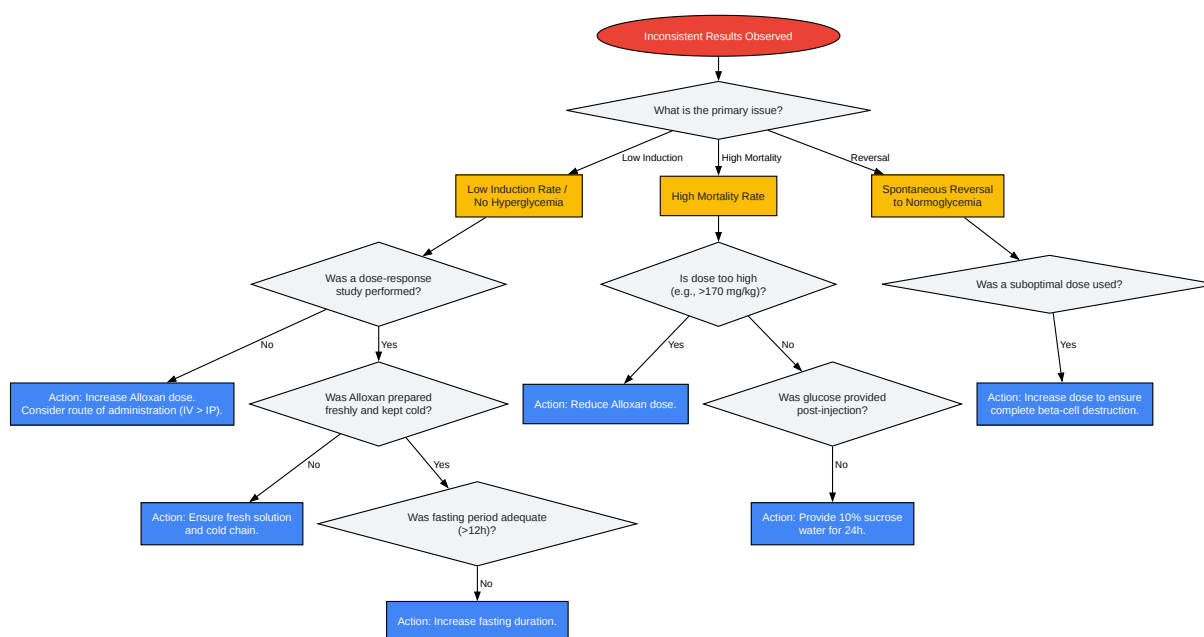 Inconsistent Results Observed
What is the primary issue?
Low Induction
High Mortality
Reversal
Low Induction Rate /
No Hyperglycemia
High Mortality Rate
Spontaneous Reversal
to Normoglycemia
Was a dose-response
study performed?
Is dose too high
(e.g., >170 mg/kg)?
Was a suboptimal dose used?
No
Yes
Yes
No
Yes
Action: Increase Alloxan dose.
Consider route of administration (IV > IP).
Was Alloxan prepared
freshly and kept cold?
Action: Reduce Alloxan dose.
Was glucose provided
post-injection?
Action: Increase dose to ensure
complete beta-cell destruction.
No
Yes
No
Action: Ensure fresh solution
and cold chain.
Was fasting period adequate
(>12h)?
Action: Provide 10% sucrose
water for 24h.
No
Action: Increase fasting duration.